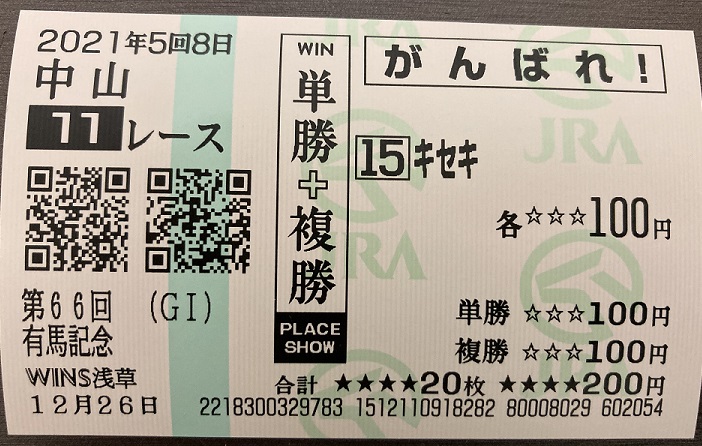 2021年5回8日
中山
11レース
第66回 (GI)
有馬記念
WINS浅草
12月26日
WIN
単勝+複勝
PLACE
SHOW
がんばれ!
15 キセキ
各☆☆☆100円
単勝 ☆☆☆100円
複勝 ☆☆☆100円
合計 ★★★★20枚 ★★★★200円
2218300329783 1512110918282 80008029 602054
JRA
JRA
JRA